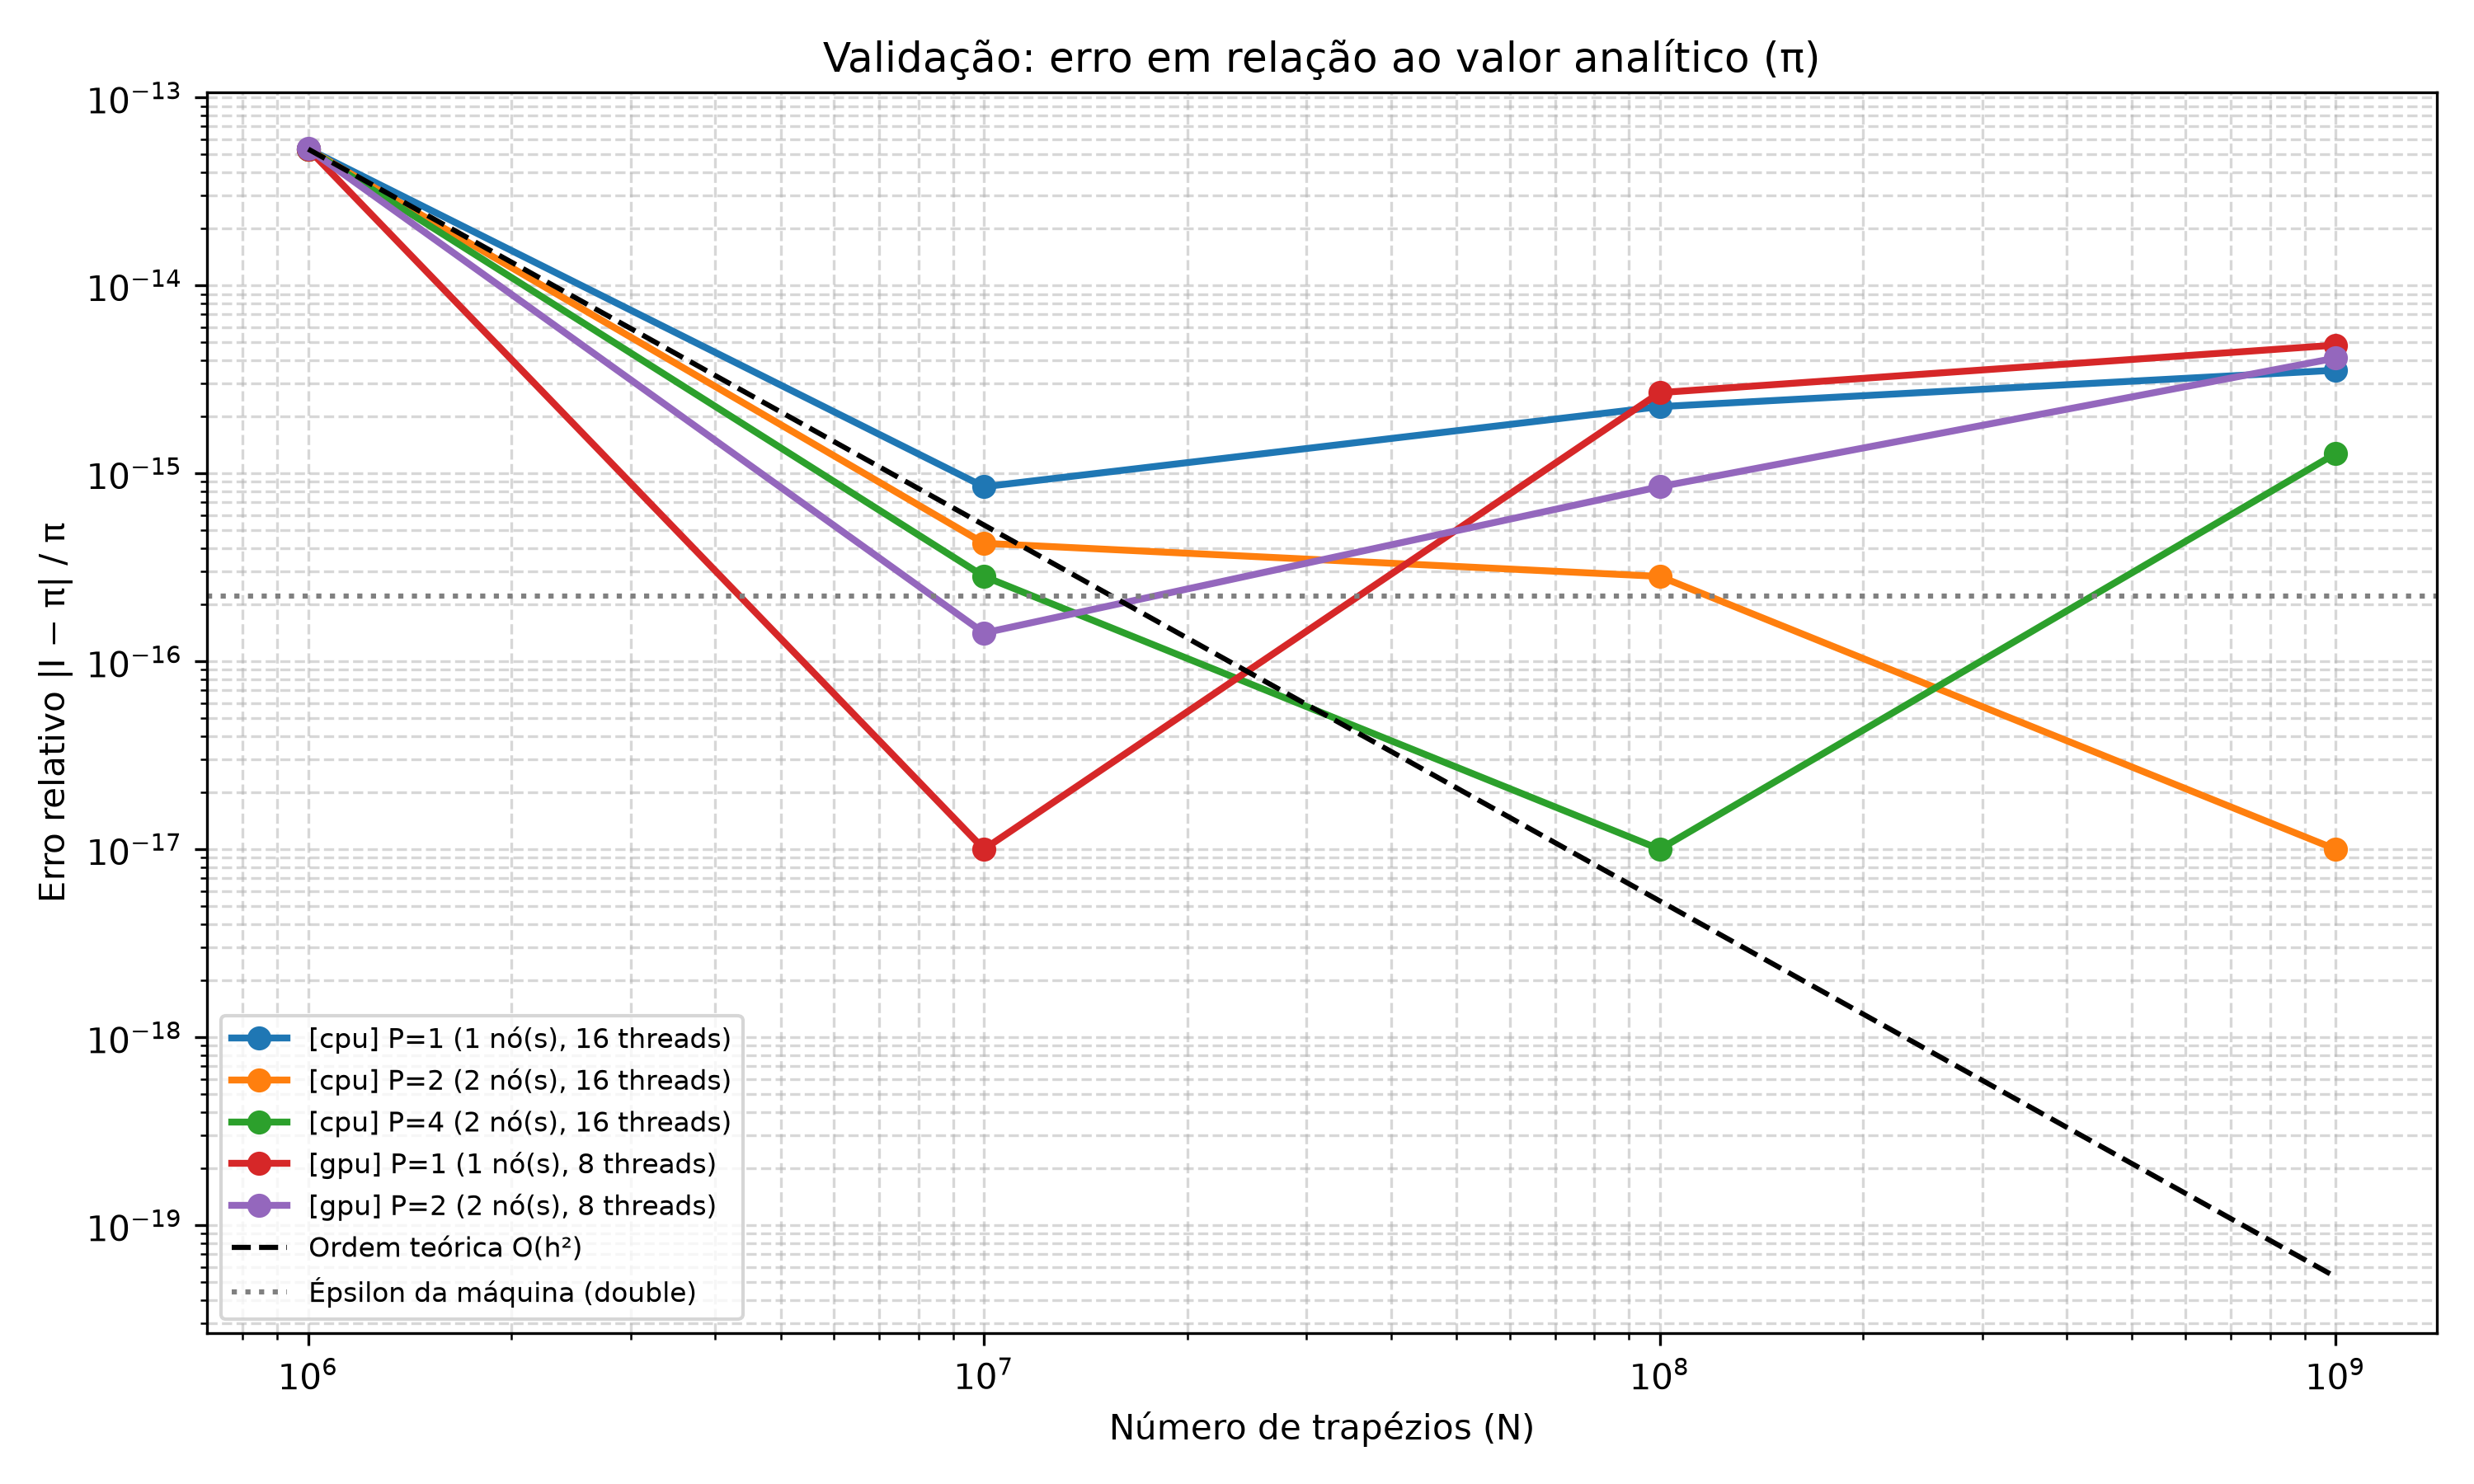 Validação: erro em relação ao valor analítico (π)
Erro relativo |I − π| / π
10⁻¹³
10⁻¹⁴
10⁻¹⁵
10⁻¹⁶
10⁻¹⁷
10⁻¹⁸
10⁻¹⁹
[cpu] P=1 (1 nó(s), 16 threads)
[cpu] P=2 (2 nó(s), 16 threads)
[cpu] P=4 (2 nó(s), 16 threads)
[gpu] P=1 (1 nó(s), 8 threads)
[gpu] P=2 (2 nó(s), 8 threads)
Ordem teórica O(h²)
Épsilon da máquina (double)
10⁶ 10⁷ 10⁸ 10⁹
Número de trapézios (N)